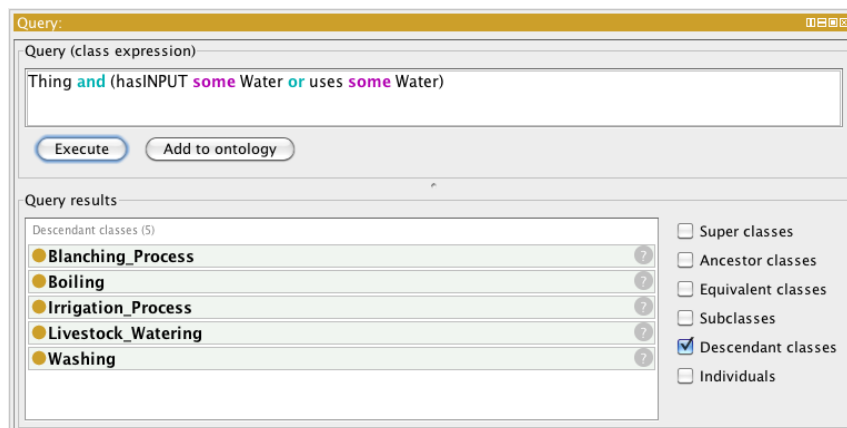 Query:
Query (class expression)
Thing and (hasINPUT some Water or uses some Water)
Execute
Add to ontology
Query results
Descendant classes (5)
Blanching_Process
?
Boiling
?
Irrigation_Process
?
Livestock_Watering
?
Washing
?
Super classes
Ancestor classes
Equivalent classes
Subclasses
Descendant classes
Individuals